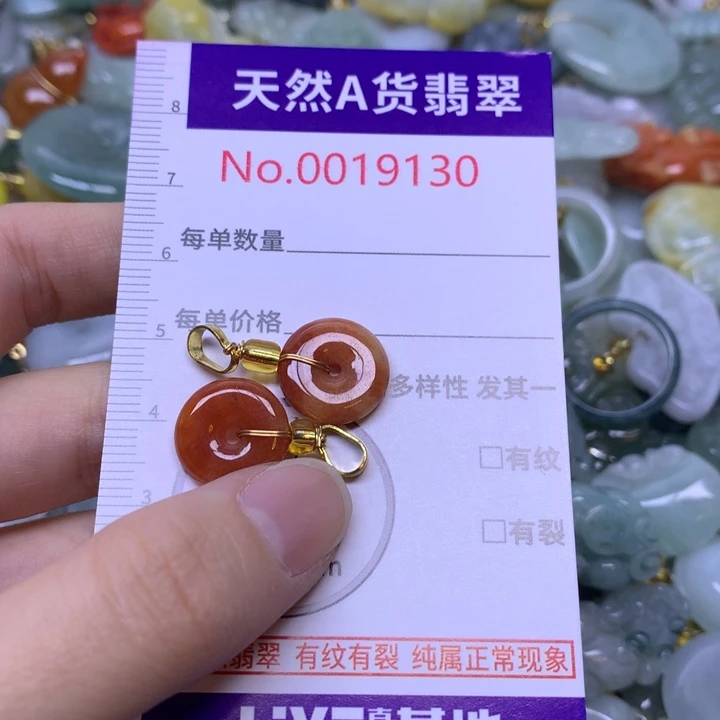 天然A货翡翠
No.0019130
8
7
每单数量
6
每单价格
5
多样性 发其一
4
□有纹
3
□有裂
翡翠 有纹有裂 纯属正常现象